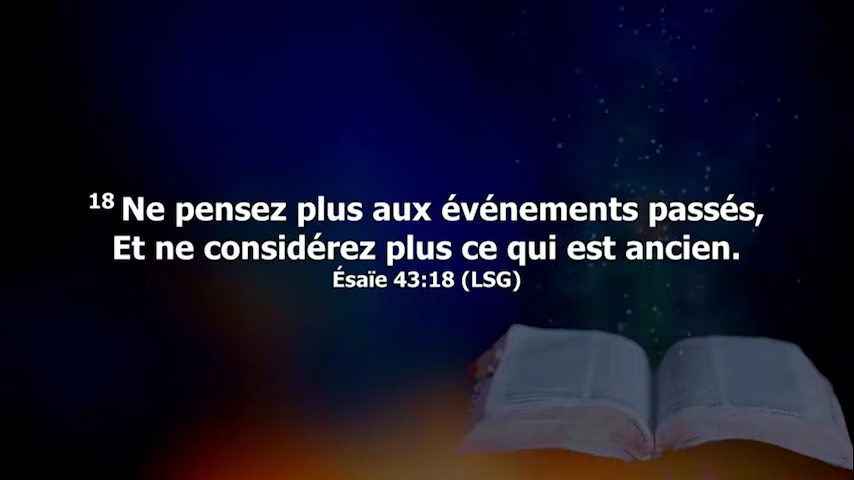 18 Ne pensez plus aux événements passés,
Et ne considérez plus ce qui est ancien.
Ésaïe 43:18 (LSG)